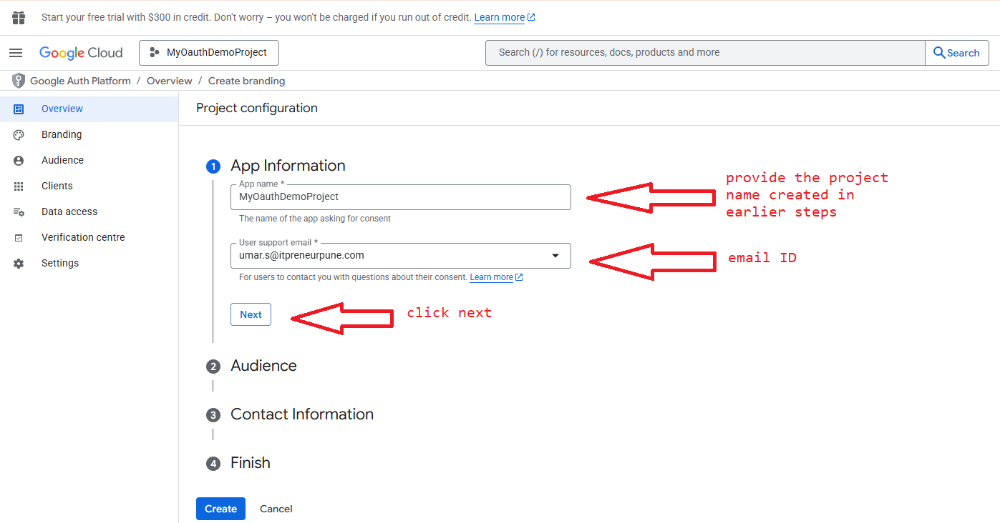 Start your free trial with $300 in credit. Don't worry – you won't be charged if you run out of credit. Learn more
Google Cloud
MyOauthDemoProject
Search (/) for resources, docs, products and more
Search
Google Auth Platform / Overview / Create branding
Overview
Branding
Audience
Clients
Data access
Verification centre
Settings
Project configuration
1 App Information
App name *
MyOauthDemoProject
The name of the app asking for consent
provide the project
name created in
earlier steps
User support email *
umar.s@itpreneurpune.com
For users to contact you with questions about their consent. Learn more
email ID
Next
click next
2 Audience
3 Contact Information
4 Finish
Create
Cancel